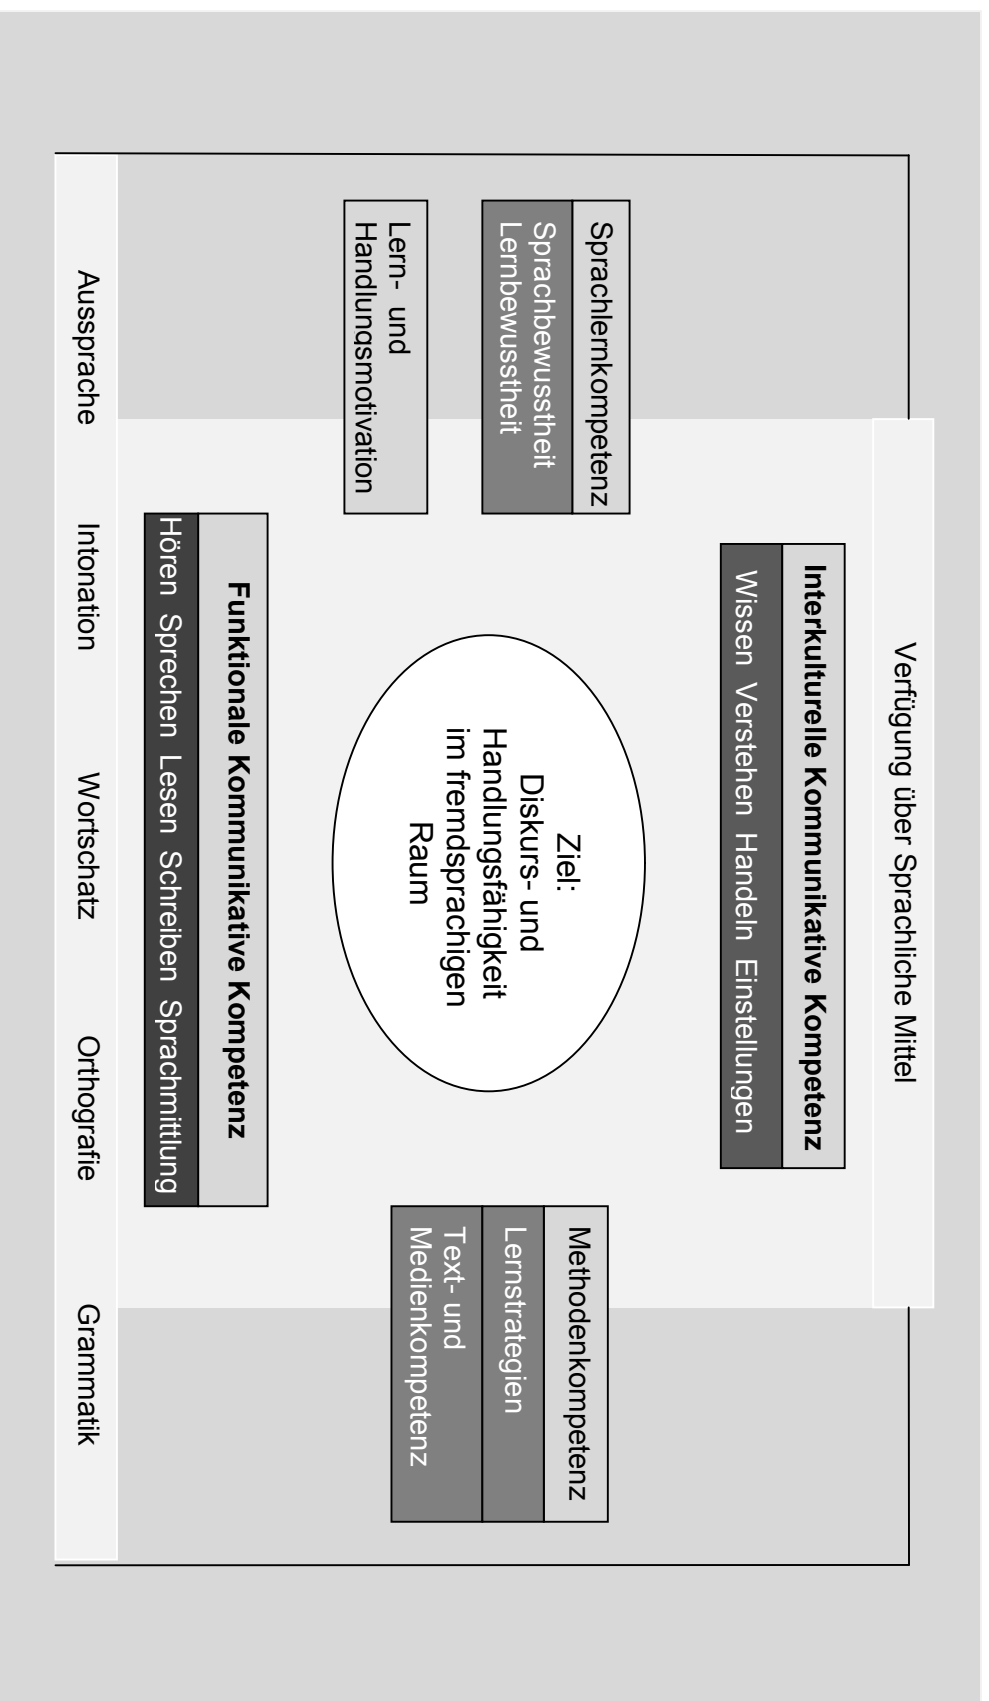 Verfügung über Sprachliche Mittel
Interkulturelle Kommunikative Kompetenz
Wissen Verstehen Handeln Einstellungen
Sprachlernkompetenz
Sprachbewusstheit
Lernbewusstheit
Lern- und
Handlungsmotivation
Ziel:
Diskurs- und
Handlungsfähigkeit
im fremdsprachigen
Raum
Methodenkompetenz
Lernstrategien
Text- und
Medienkompetenz
Funktionale Kommunikative Kompetenz
Hören Sprechen Lesen Schreiben Sprachmittlung
Aussprache Intonation Wortschatz Orthografie Grammatik